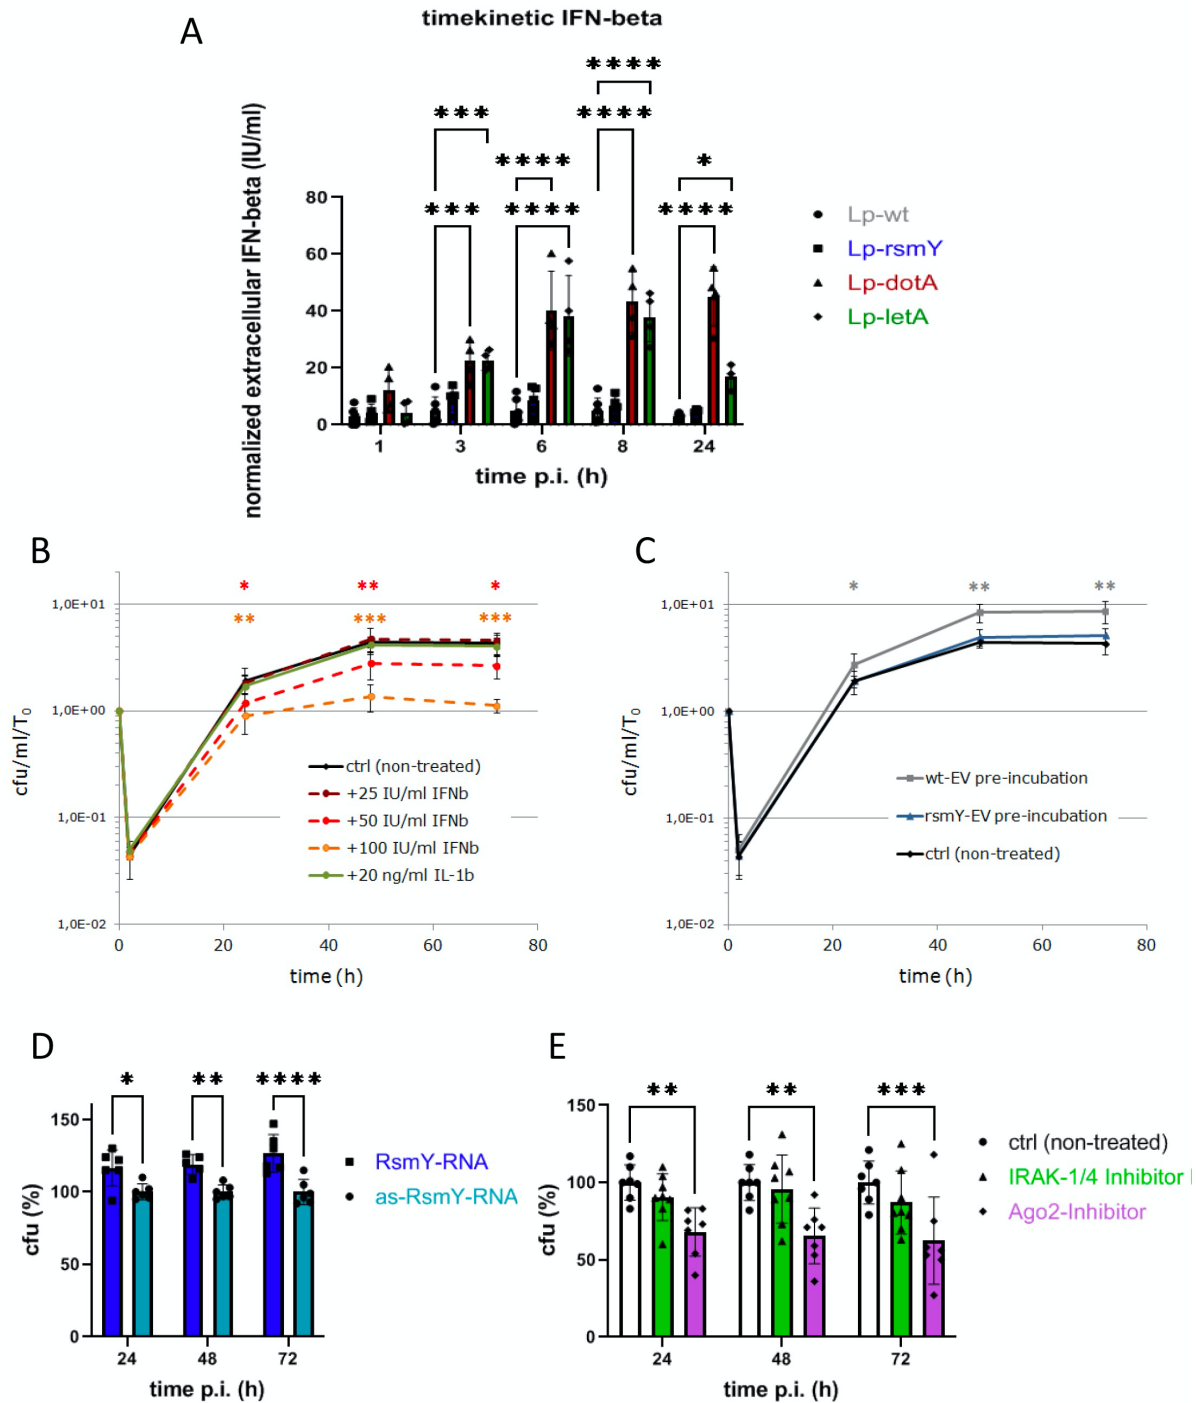 A
timekinetic IFN-beta
normalized extracellular IFN-beta (IU/ml)
****
*** ****
**** *
*** **** ****
80
60
40
20
0
1 3 6 8 24
time p.i. (h)
Lp-wt
Lp-rsmY
Lp-dotA
Lp-letA
B
* ** *
** *** ***
1,0E+01
1,0E+00
1,0E-01
1,0E-02
cfu/ml/T0
ctrl (non-treated)
+25 IU/ml IFNb
+50 IU/ml IFNb
+100 IU/ml IFNb
+20 ng/ml IL-1b
0 20 40 60 80
time (h)
C
* ** **
1,0E+01
1,0E+00
1,0E-01
1,0E-02
cfu/ml/T0
wt-EV pre-incubation
rsmY-EV pre-incubation
ctrl (non-treated)
0 20 40 60 80
time (h)
D
* ** ****
150
100
50
0
cfu (%)
24 48 72
time p.i. (h)
RsmY-RNA
as-RsmY-RNA
E
** ** ***
150
100
50
0
cfu (%)
24 48 72
time p.i. (h)
ctrl (non-treated)
IRAK-1/4 Inhibitor I
Ago2-Inhibitor